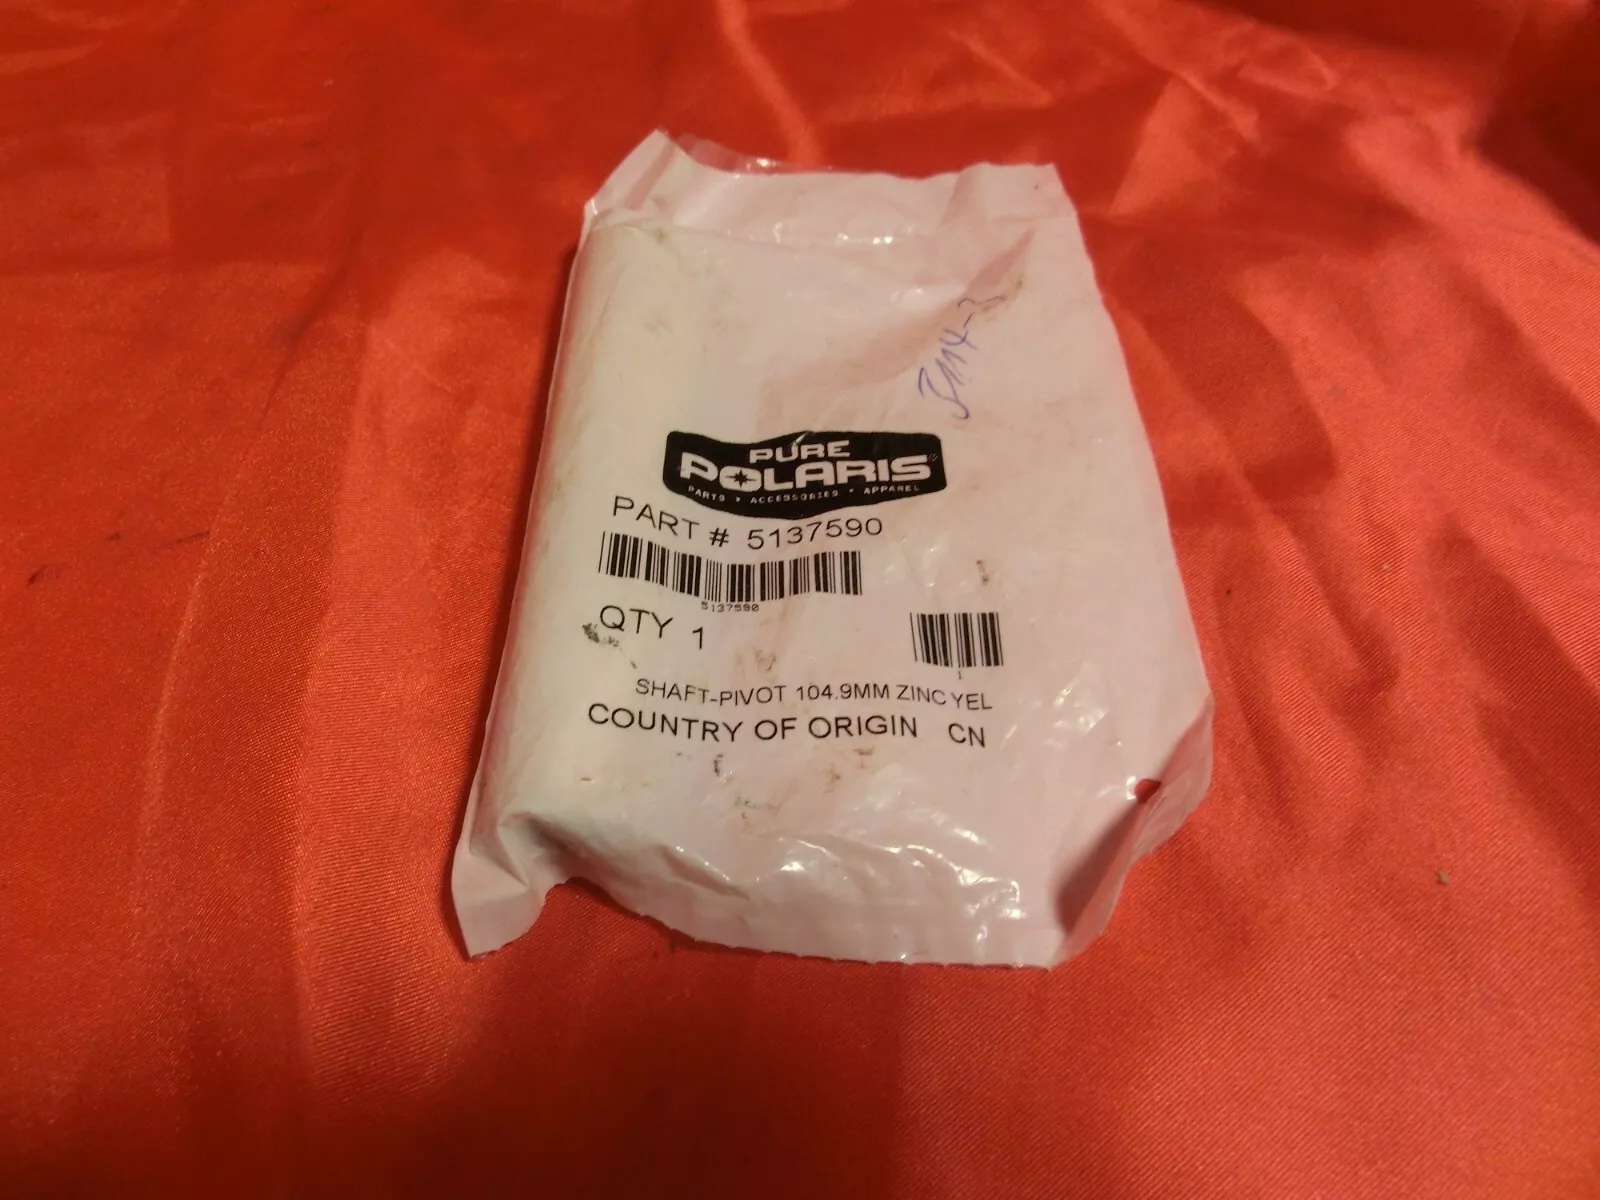 PURE
POLARIS
PARTS • ACCESSORIES • APPAREL
PART # 5137590
5137590
QTY 1
1
SHAFT-PIVOT 104.9MM ZINC YEL
COUNTRY OF ORIGIN CN